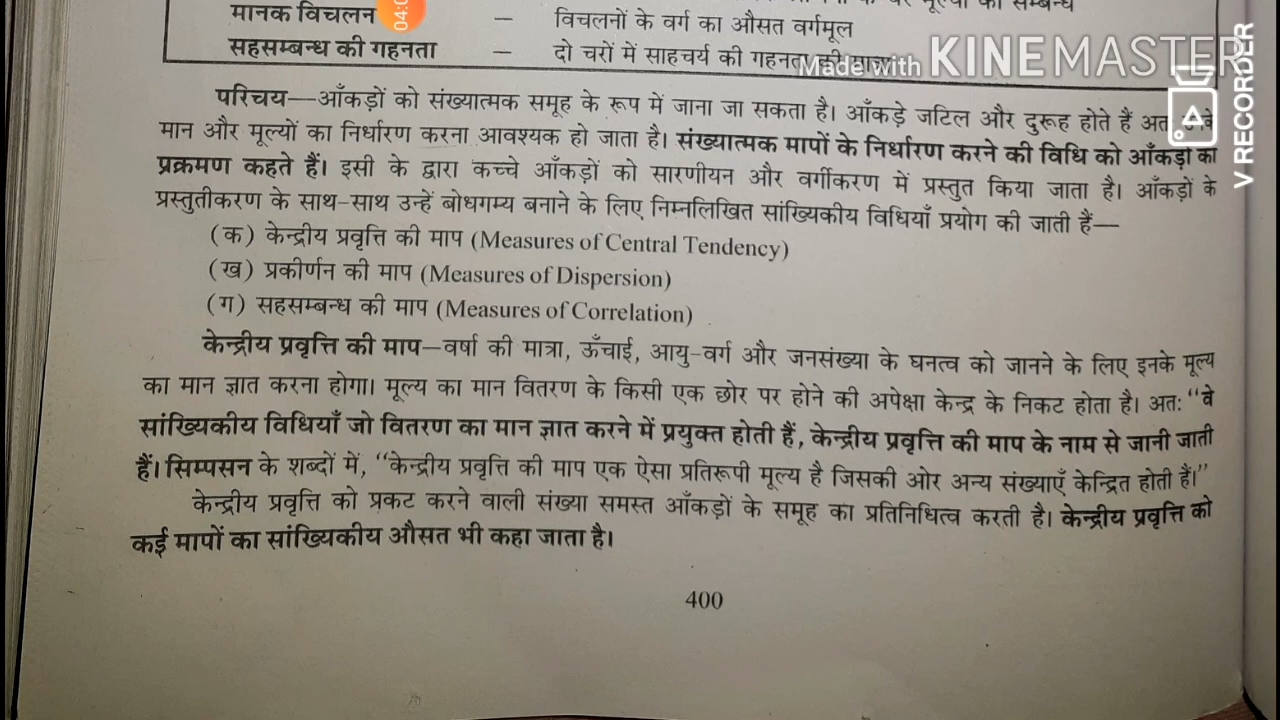 मानक विचलन – विचलनों के वर्ग का औसत वर्गमूल
सहसम्बन्ध की गहनता – दो चरों में साहचर्य की गहनता की मात्रा
Made with KINEMASTER
V RECORDER
परिचय—आँकड़ों को संख्यात्मक समूह के रूप में जाना जा सकता है। आँकड़े जटिल और दुरूह होते हैं अतः उनके
मान और मूल्यों का निर्धारण करना आवश्यक हो जाता है। संख्यात्मक मापों के निर्धारण करने की विधि को आँकड़ों का
प्रक्रमण कहते हैं। इसी के द्वारा कच्चे आँकड़ों को सारणीयन और वर्गीकरण में प्रस्तुत किया जाता है। आँकड़ों के
प्रस्तुतीकरण के साथ-साथ उन्हें बोधगम्य बनाने के लिए निम्नलिखित सांख्यिकीय विधियाँ प्रयोग की जाती हैं—
(क) केन्द्रीय प्रवृत्ति की माप (Measures of Central Tendency)
(ख) प्रकीर्णन की माप (Measures of Dispersion)
(ग) सहसम्बन्ध की माप (Measures of Correlation)
केन्द्रीय प्रवृत्ति की माप—वर्षा की मात्रा, ऊँचाई, आयु-वर्ग और जनसंख्या के घनत्व को जानने के लिए इनके मूल्य
का मान ज्ञात करना होगा। मूल्य का मान वितरण के किसी एक छोर पर होने की अपेक्षा केन्द्र के निकट होता है। अतः ‘‘वे
सांख्यिकीय विधियाँ जो वितरण का मान ज्ञात करने में प्रयुक्त होती हैं, केन्द्रीय प्रवृत्ति की माप के नाम से जानी जाती
हैं। सिम्पसन के शब्दों में, ‘‘केन्द्रीय प्रवृत्ति की माप एक ऐसा प्रतिरूपी मूल्य है जिसकी ओर अन्य संख्याएँ केन्द्रित होती हैं।’’
केन्द्रीय प्रवृत्ति को प्रकट करने वाली संख्या समस्त आँकड़ों के समूह का प्रतिनिधित्व करती है। केन्द्रीय प्रवृत्ति को
कई मापों का सांख्यिकीय औसत भी कहा जाता है।
400